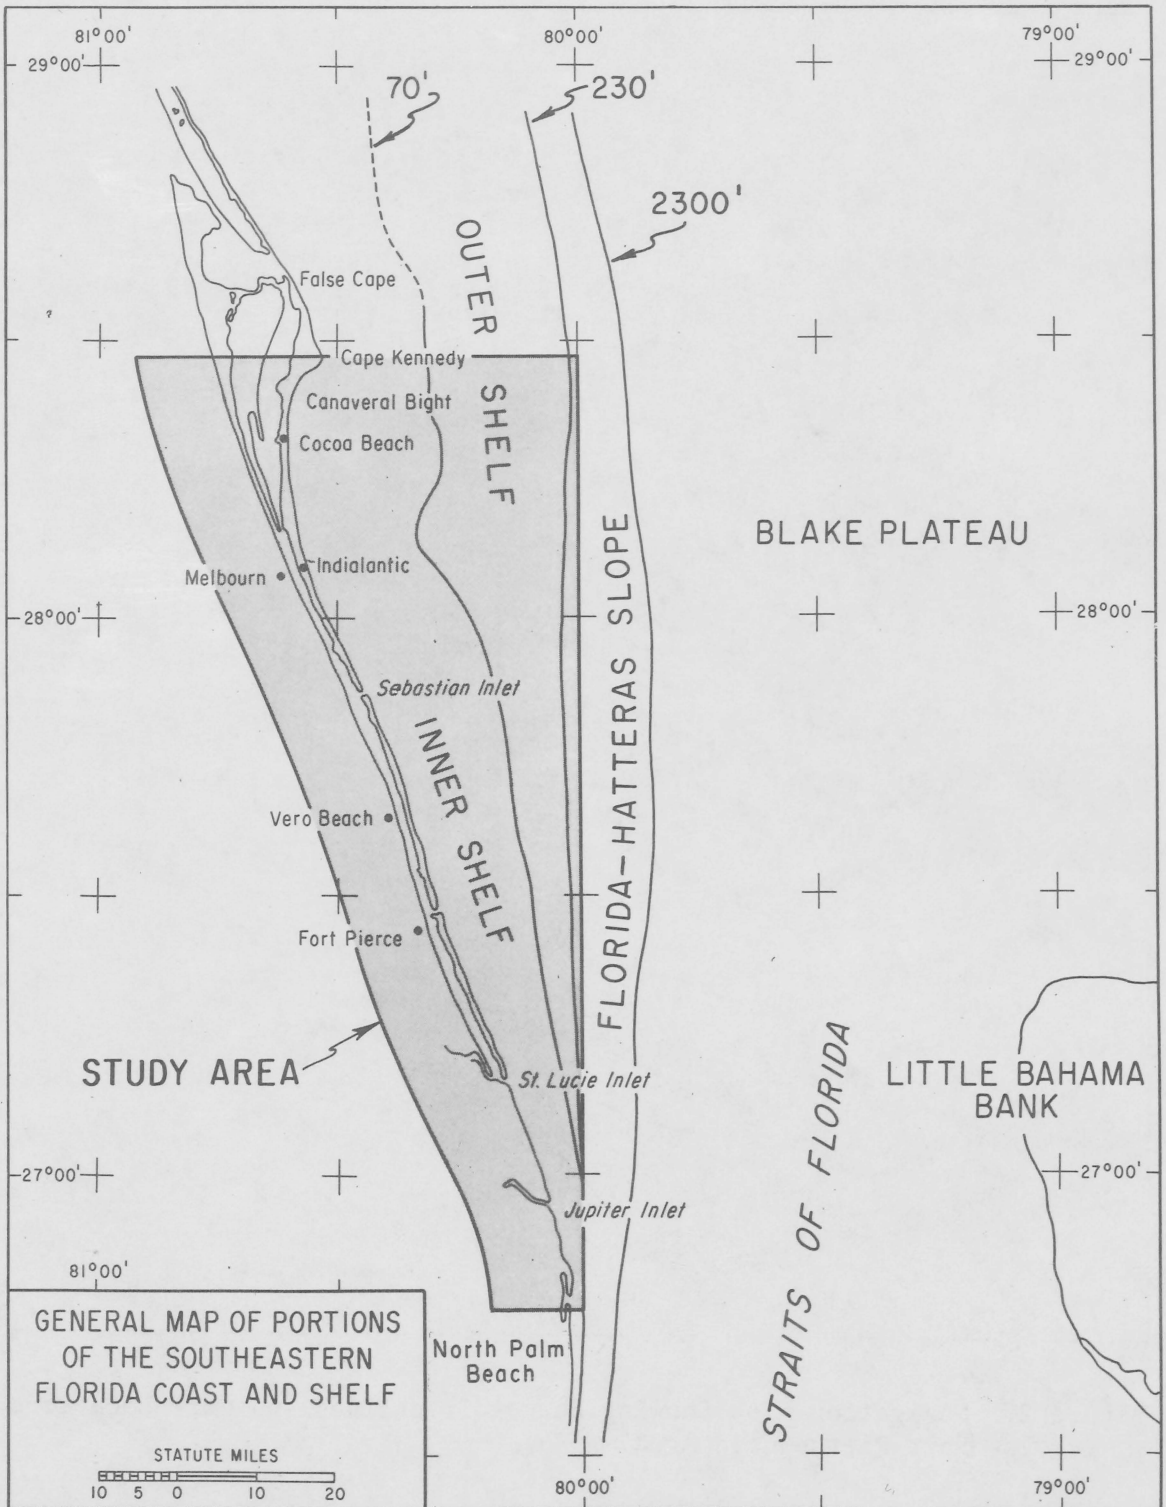 81°00'
80°00'
79°00'
29°00'
29°00'
70'
230'
2300'
OUTER SHELF
False Cape
Cape Kennedy
Canaveral Bight
Cocoa Beach
BLAKE PLATEAU
Indialantic
Melbourn
28°00'
28°00'
FLORIDA-HATTERAS SLOPE
Sebastian Inlet
INNER SHELF
Vero Beach
Fort Pierce
STUDY AREA
St. Lucie Inlet
LITTLE BAHAMA
BANK
STRAITS OF FLORIDA
27°00'
27°00'
Jupiter Inlet
81°00'
GENERAL MAP OF PORTIONS
OF THE SOUTHEASTERN
FLORIDA COAST AND SHELF
North Palm
Beach
STATUTE MILES
10 5 0 10 20
80°00'
79°00'